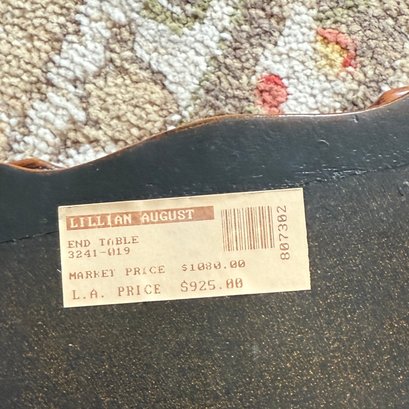 LILLIAN AUGUST
END TABLE
3241-019
MARKET PRICE $1080.00
L.A. PRICE $925.00
807302